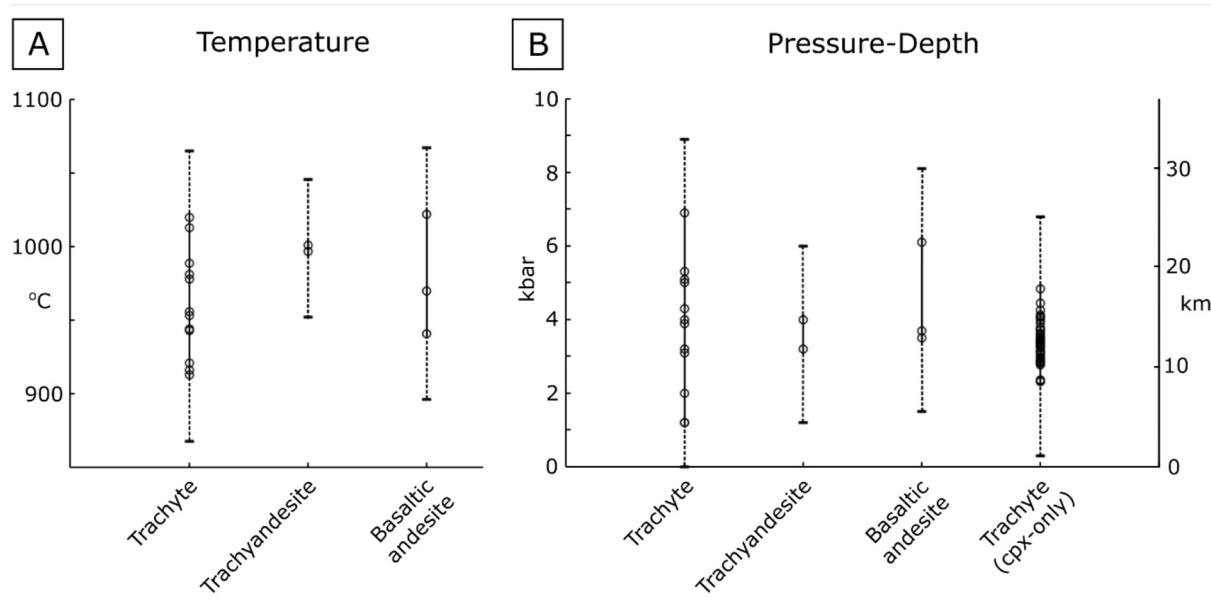 A
Temperature
1100
1000
°C
900
Trachyte
Trachyandesite
Basaltic
andesite
B
Pressure-Depth
10
8
6
kbar
4
2
0
30
20
km
10
0
Trachyte
Trachyandesite
Basaltic
andesite
Trachyte
(cpx-only)